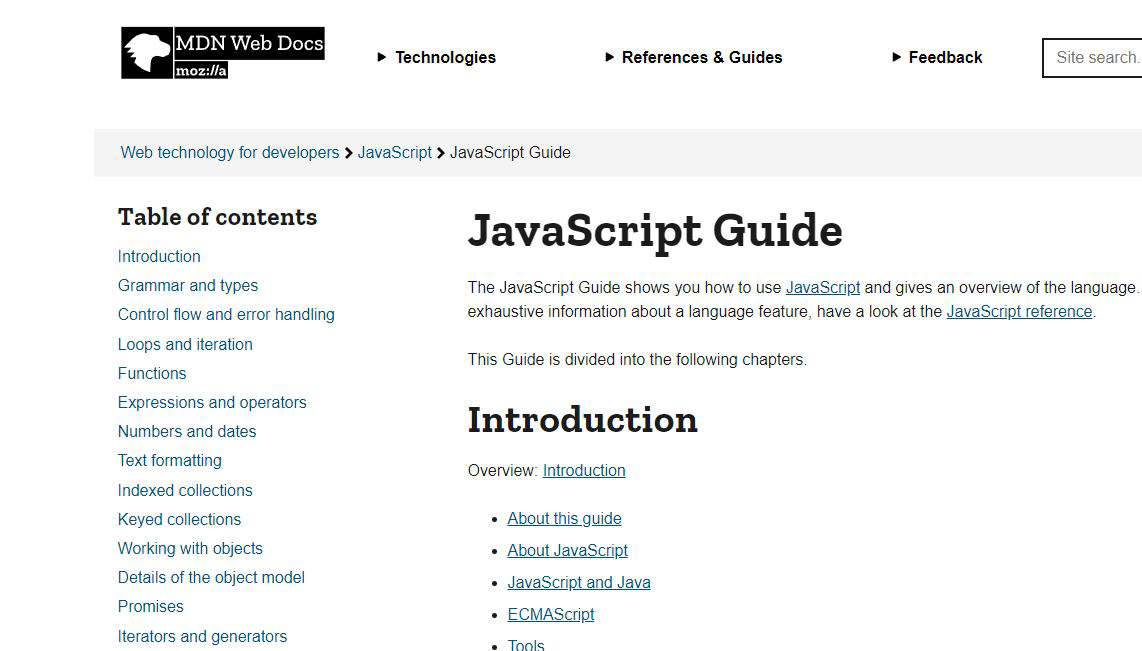 MDN Web Docs
moz://a
Technologies
References & Guides
Feedback
Site search.
Web technology for developers
JavaScript
JavaScript Guide
Table of contents
Introduction
Grammar and types
Control flow and error handling
Loops and iteration
Functions
Expressions and operators
Numbers and dates
Text formatting
Indexed collections
Keyed collections
Working with objects
Details of the object model
Promises
Iterators and generators
JavaScript Guide
The JavaScript Guide shows you how to use JavaScript and gives an overview of the language.
exhaustive information about a language feature, have a look at the JavaScript reference.
This Guide is divided into the following chapters.
Introduction
Overview: Introduction
About this guide
About JavaScript
JavaScript and Java
ECMAScript
Tools